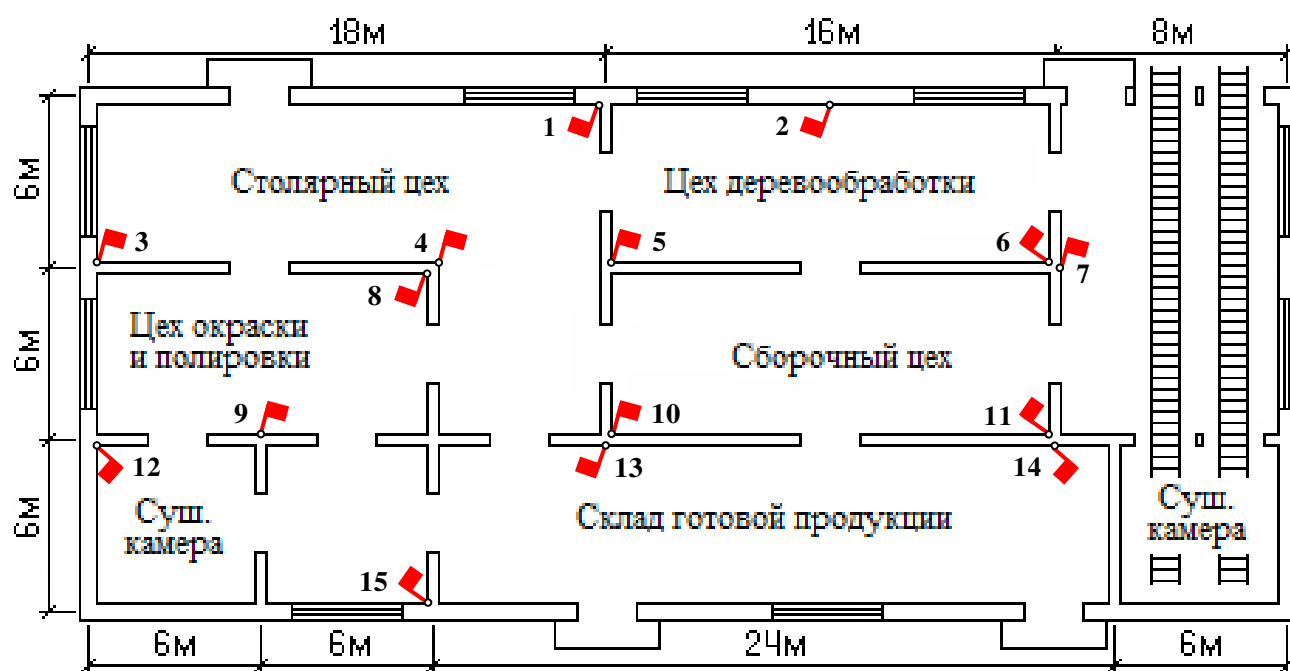 18м
16м
8м
1
2
6м
Столярный цех
Цех деревообработки
3
4
5
6
7
8
6м
Цех окраски
и полировки
Сборочный цех
9
10
11
12
13
14
6м
Суш.
камера
Склад готовой продукции
Суш.
камера
15
6м
6м
24м
6м